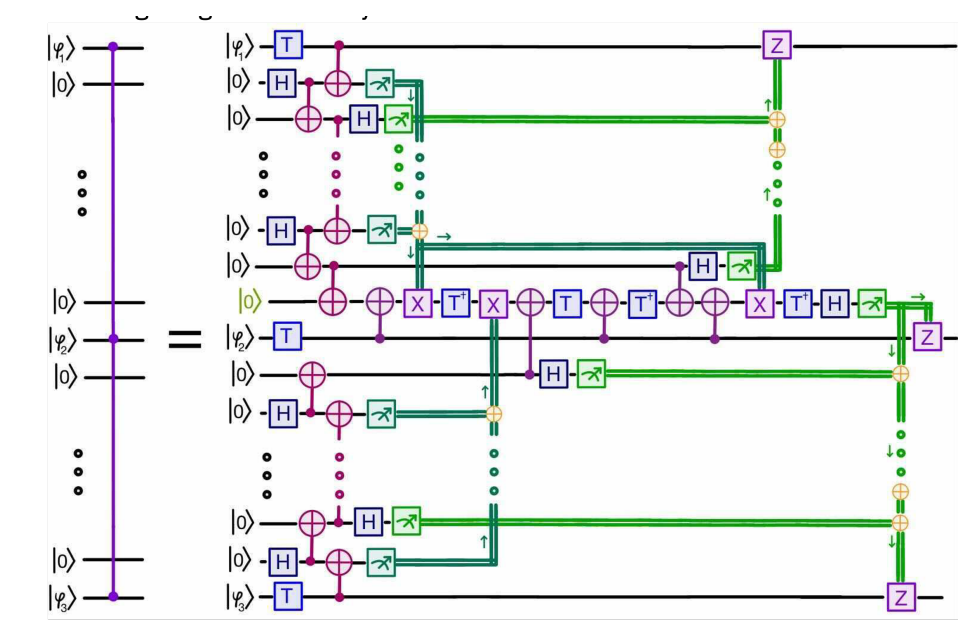 |φ₁⟩ |φ₁⟩ T Z
|0⟩ |0⟩ H
|0⟩ H
|0⟩ H
|0⟩ H
|0⟩ |0⟩ X T† X T T† X T† H
|φ₂⟩ = |φ₂⟩ T Z
|0⟩ |0⟩ H
|0⟩ H
|0⟩ H
|0⟩ |0⟩ H
|φ₃⟩ |φ₃⟩ T Z